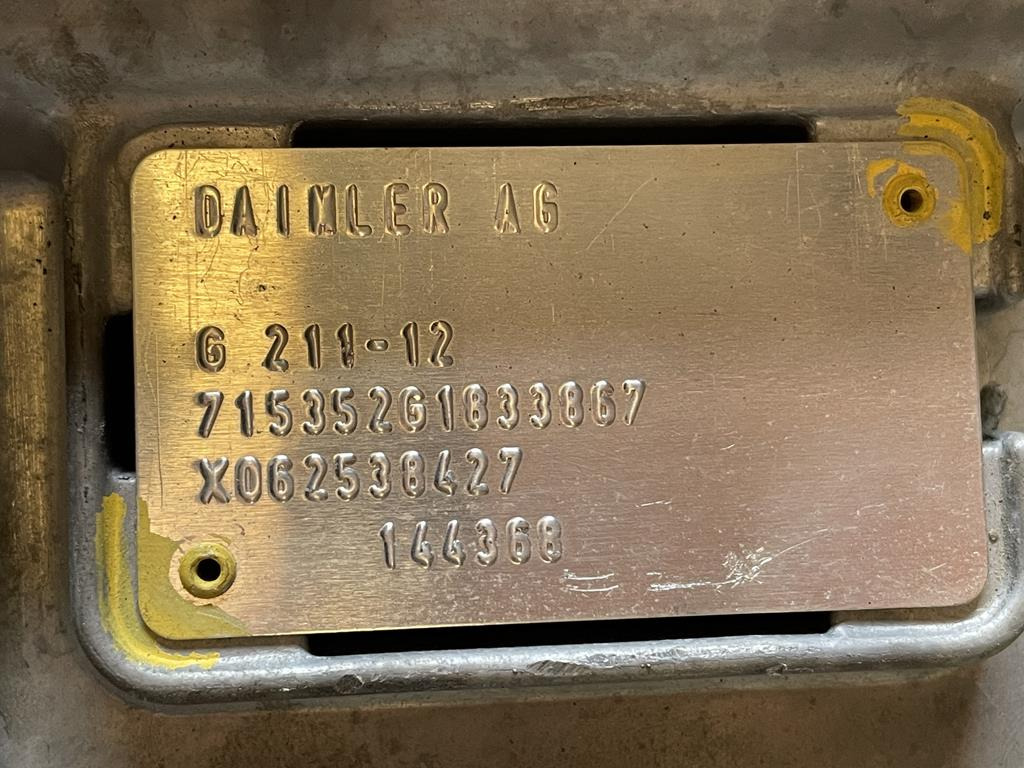 DAIMLER AG
G 211-12
715352G1833867
X062538427
144368